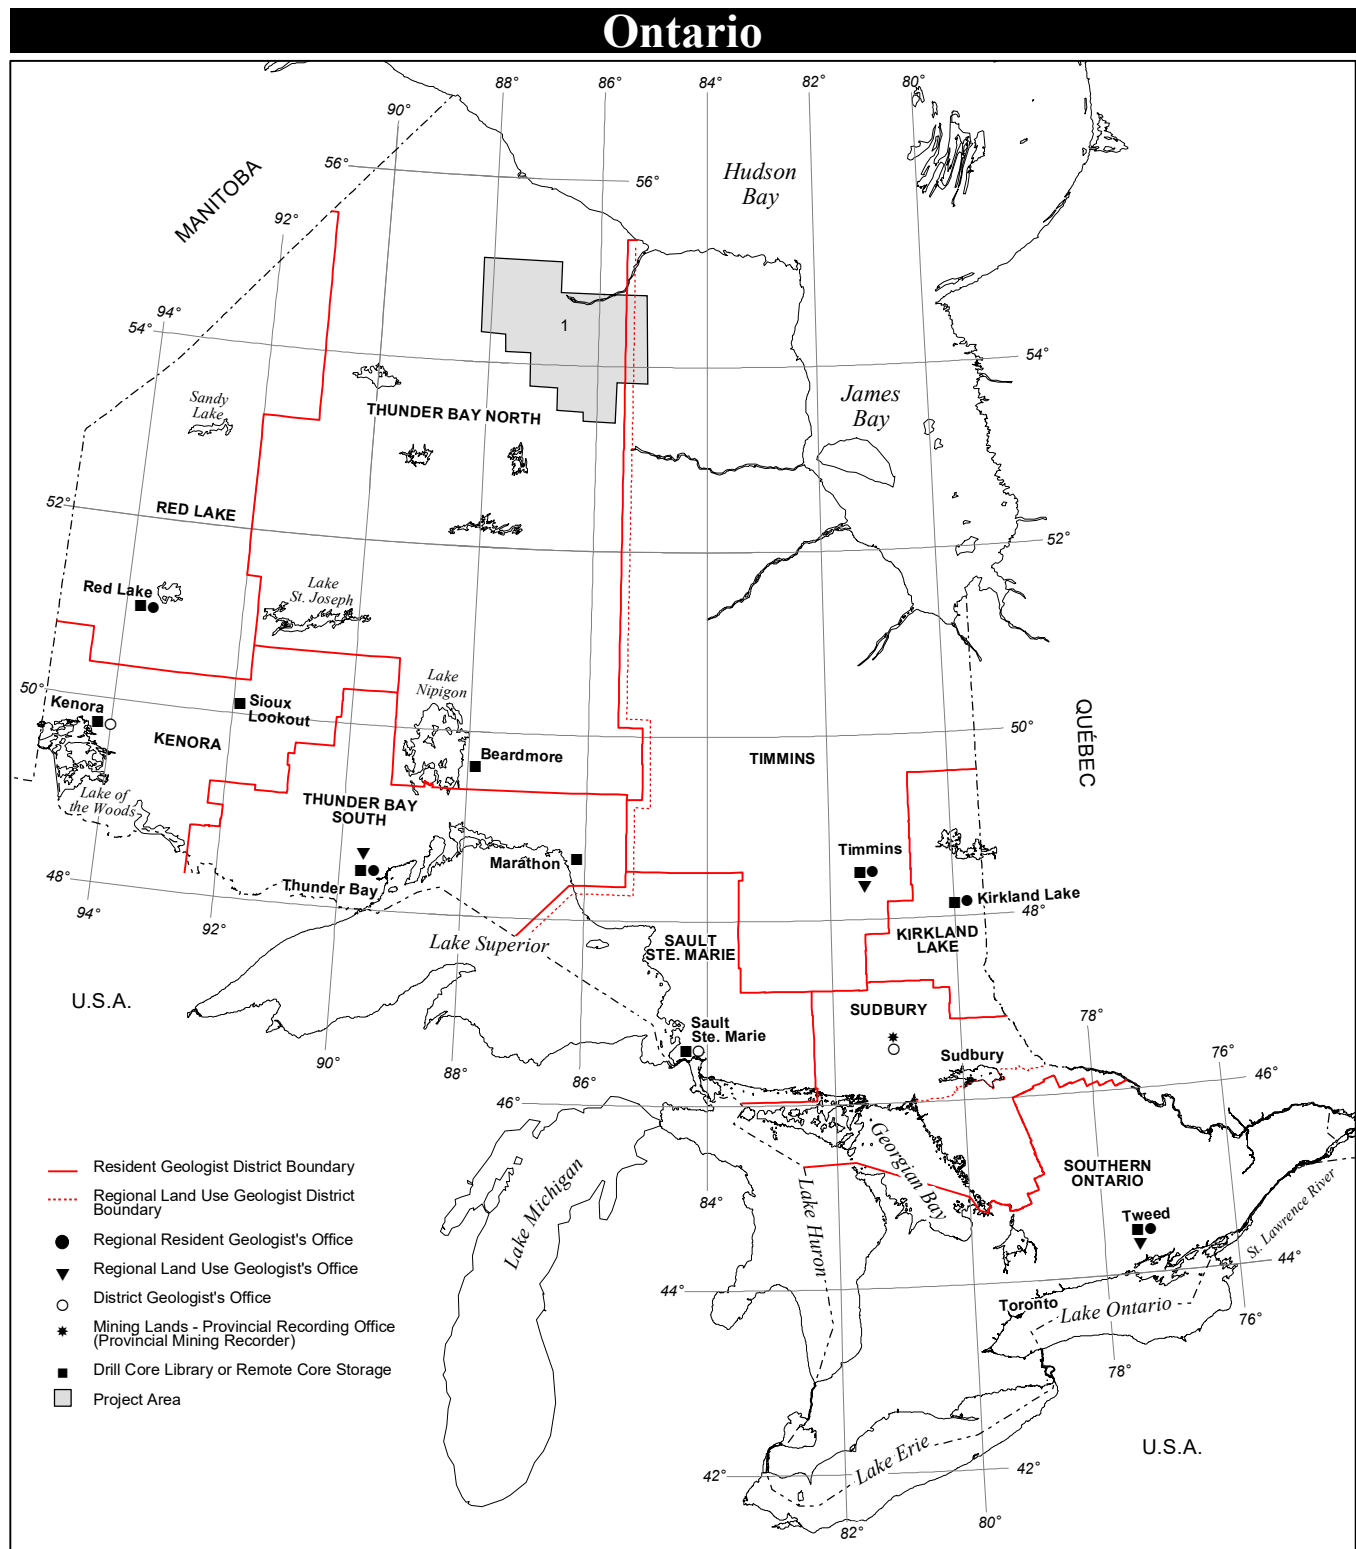 Ontario
88°
86°
84°
82°
80°
90°
56°
56°
Hudson
Bay
MANITOBA
92°
94°
54°
1
54°
Sandy
Lake
THUNDER BAY NORTH
James
Bay
52°
RED LAKE
52°
Red Lake
Lake
St. Joseph
50°
Kenora
Sioux
Lookout
KENORA
Lake
Nipigon
Beardmore
TIMMINS
50°
QUÉBEC
Lake of
the Woods
THUNDER BAY
SOUTH
Marathon
Timmins
48°
Thunder Bay
Kirkland Lake
48°
94°
92°
Lake Superior
SAULT
STE. MARIE
KIRKLAND
LAKE
U.S.A.
SUDBURY
78°
Sault
Ste. Marie
Sudbury
76°
90°
88°
86°
46°
46°
Georgian Bay
Resident Geologist District Boundary
SOUTHERN
ONTARIO
Regional Land Use Geologist District
Boundary
Lake Michigan
84°
Lake Huron
Tweed
St. Lawrence River
Regional Resident Geologist's Office
Regional Land Use Geologist's Office
44°
44°
District Geologist's Office
Toronto
Lake Ontario
76°
Mining Lands - Provincial Recording Office
(Provincial Mining Recorder)
Drill Core Library or Remote Core Storage
78°
Project Area
Lake Erie
U.S.A.
42°
42°
82°
80°